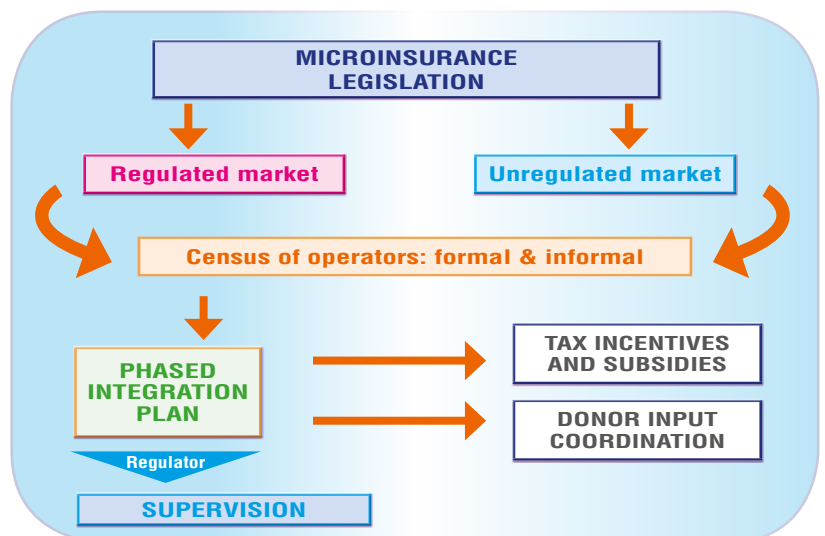 MICROINSURANCE
LEGISLATION
Regulated market
Unregulated market
Census of operators: formal & informal
PHASED
INTEGRATION
PLAN
TAX INCENTIVES
AND SUBSIDIES
DONOR INPUT
COORDINATION
Regulator
SUPERVISION